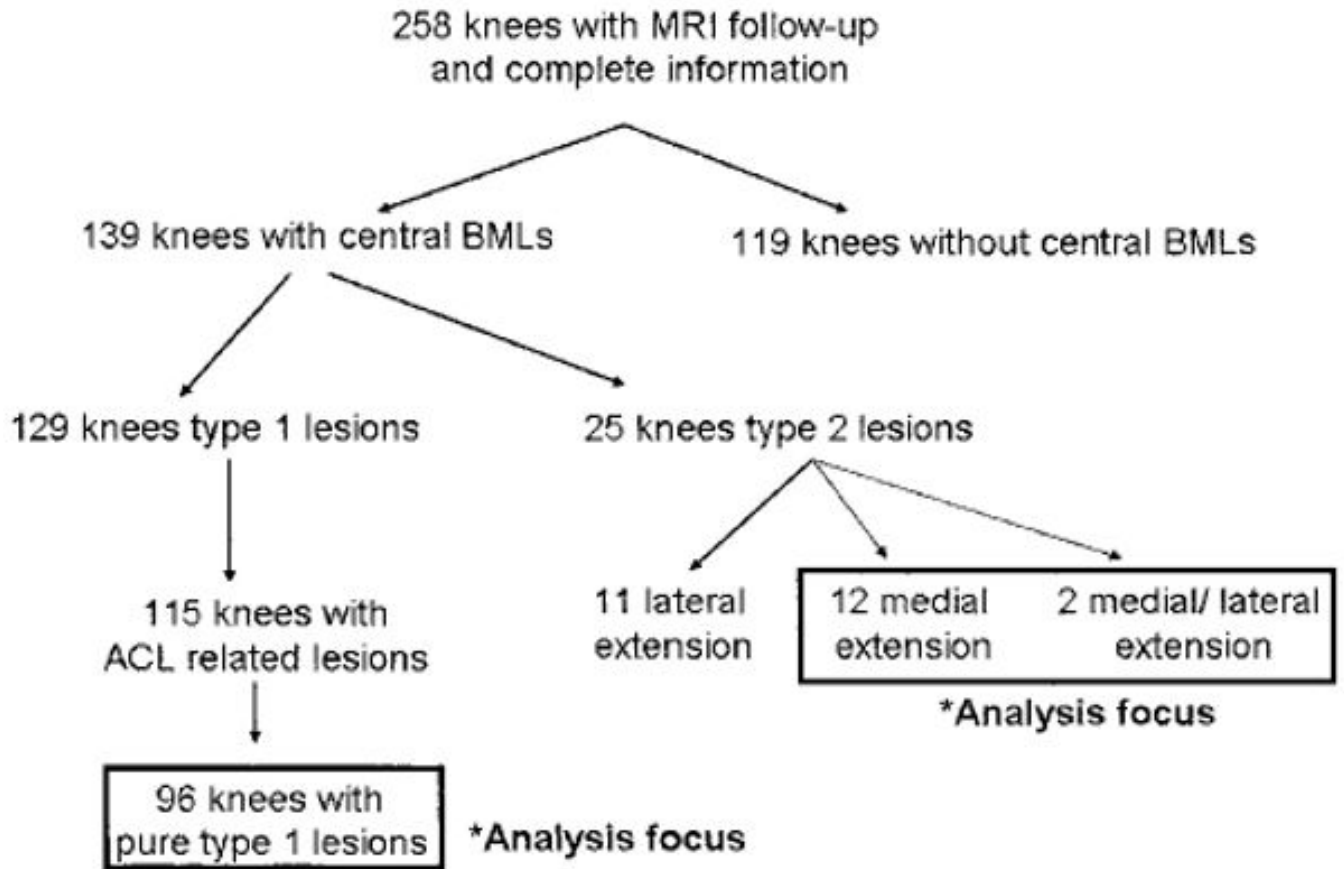 258 knees with MRI follow-up
and complete information
139 knees with central BMLs
119 knees without central BMLs
129 knees type 1 lesions
25 knees type 2 lesions
11 lateral
extension
12 medial
extension
2 medial/ lateral
extension
*Analysis focus
115 knees with
ACL related lesions
96 knees with
pure type 1 lesions
*Analysis focus